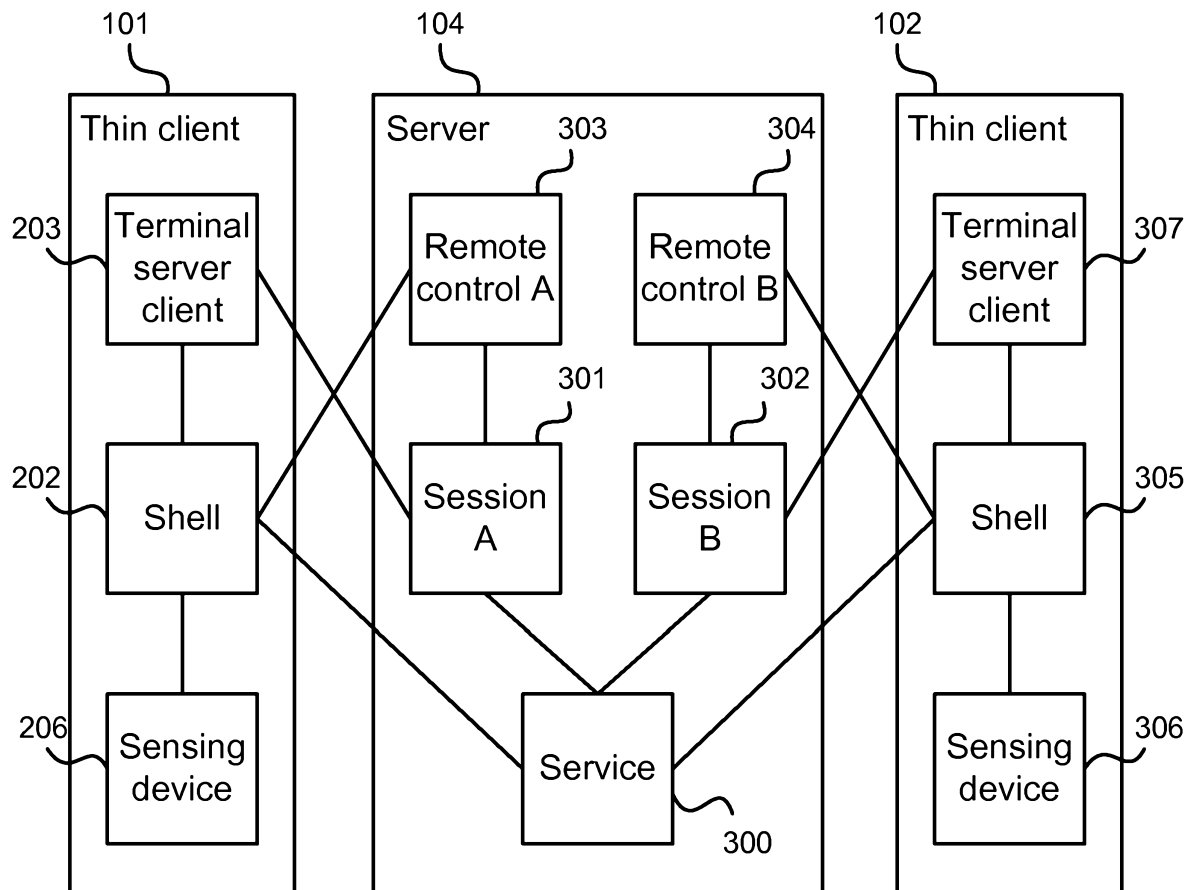 101
104
102
Thin client
Server
Thin client
303
304
203
Terminal
server
client
Remote
control A
Remote
control B
Terminal
server
client
307
301
302
202
Shell
Session
A
Session
B
Shell
305
206
Sensing
device
Service
Sensing
device
306
300